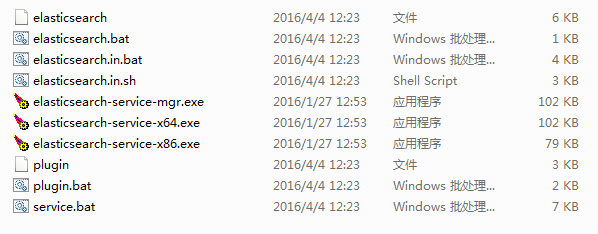 elasticsearch 2016/4/4 12:23 文件 6 KB
elasticsearch.bat 2016/4/4 12:23 Windows 批处理... 1 KB
elasticsearch.in.bat 2016/4/4 12:23 Windows 批处理... 4 KB
elasticsearch.in.sh 2016/4/4 12:23 Shell Script 3 KB
elasticsearch-service-mgr.exe 2016/1/27 12:53 应用程序 102 KB
elasticsearch-service-x64.exe 2016/1/27 12:53 应用程序 102 KB
elasticsearch-service-x86.exe 2016/1/27 12:53 应用程序 79 KB
plugin 2016/4/4 12:23 文件 3 KB
plugin.bat 2016/4/4 12:23 Windows 批处理... 2 KB
service.bat 2016/4/4 12:23 Windows 批处理... 7 KB